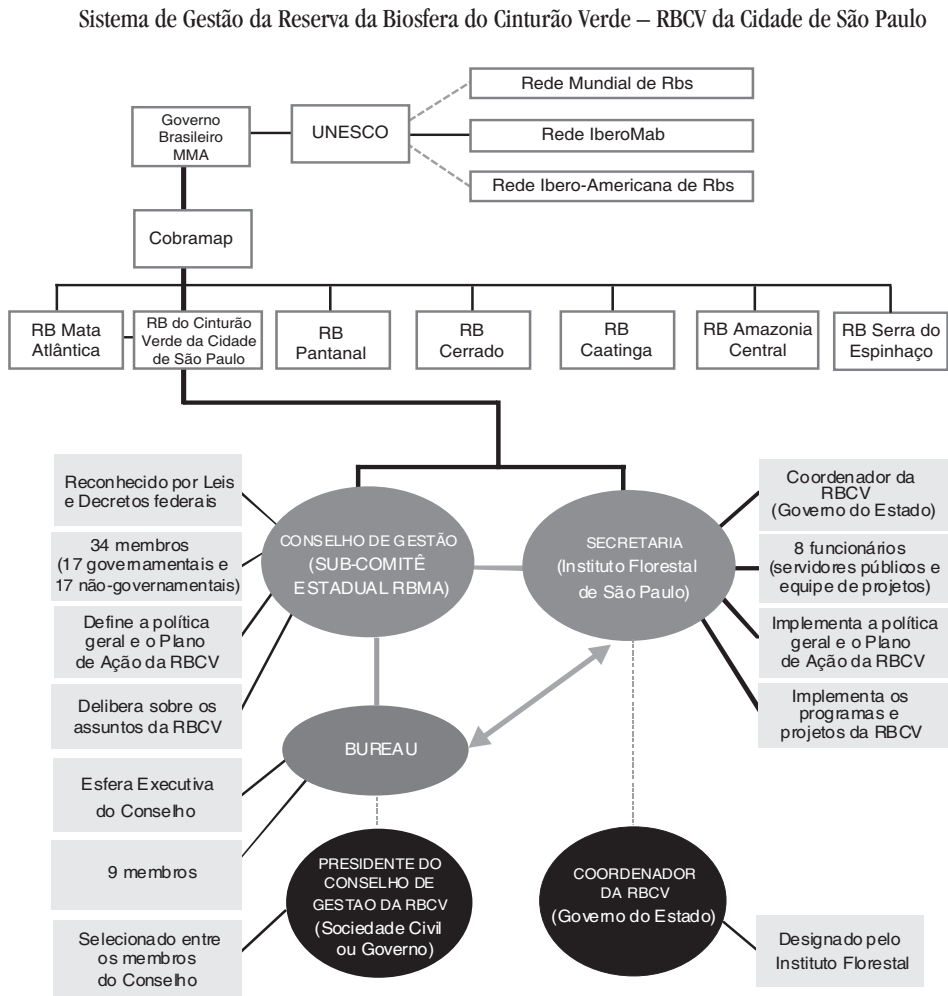 Sistema de Gestão da Reserva da Biosfera do Cinturão Verde – RBCV da Cidade de São Paulo
Rede Mundial de Rbs
Governo
Brasileiro
MMA
UNESCO
Rede IberoMab
Rede Ibero-Americana de Rbs
Cobramap
RB Mata
Atlântica
RB do Cinturão
Verde da Cidade
de São Paulo
RB
Pantanal
RB
Cerrado
RB
Caatinga
RB Amazonia
Central
RB Serra do
Espinhaço
Reconhecido por Leis
e Decretos federais
34 membros
(17 governamentais e
17 não-governamentais)
Define a política
geral e o Plano
de Ação da RBCV
Delibera sobre os
assuntos da RBCV
CONSELHO DE GESTÃO
(SUB-COMITÊ
ESTADUAL RBMA)
SECRETARIA
(Instituto Florestal
de São Paulo)
Coordenador da
RBCV
(Governo do Estado)
8 funcionários
(servidores públicos e
equipe de projetos)
Implementa a política
geral e o Plano
de Ação da RBCV
Implementa os
programas e
projetos da RBCV
BUREAU
Esfera Executiva
do Conselho
9 membros
PRESIDENTE DO
CONSELHO DE
GESTAO DA RBCV
(Sociedade Civil
ou Governo)
COORDENADOR
DA RBCV
(Governo do Estado)
Selecionado entre
os membros
do Conselho
Designado pelo
Instituto Florestal